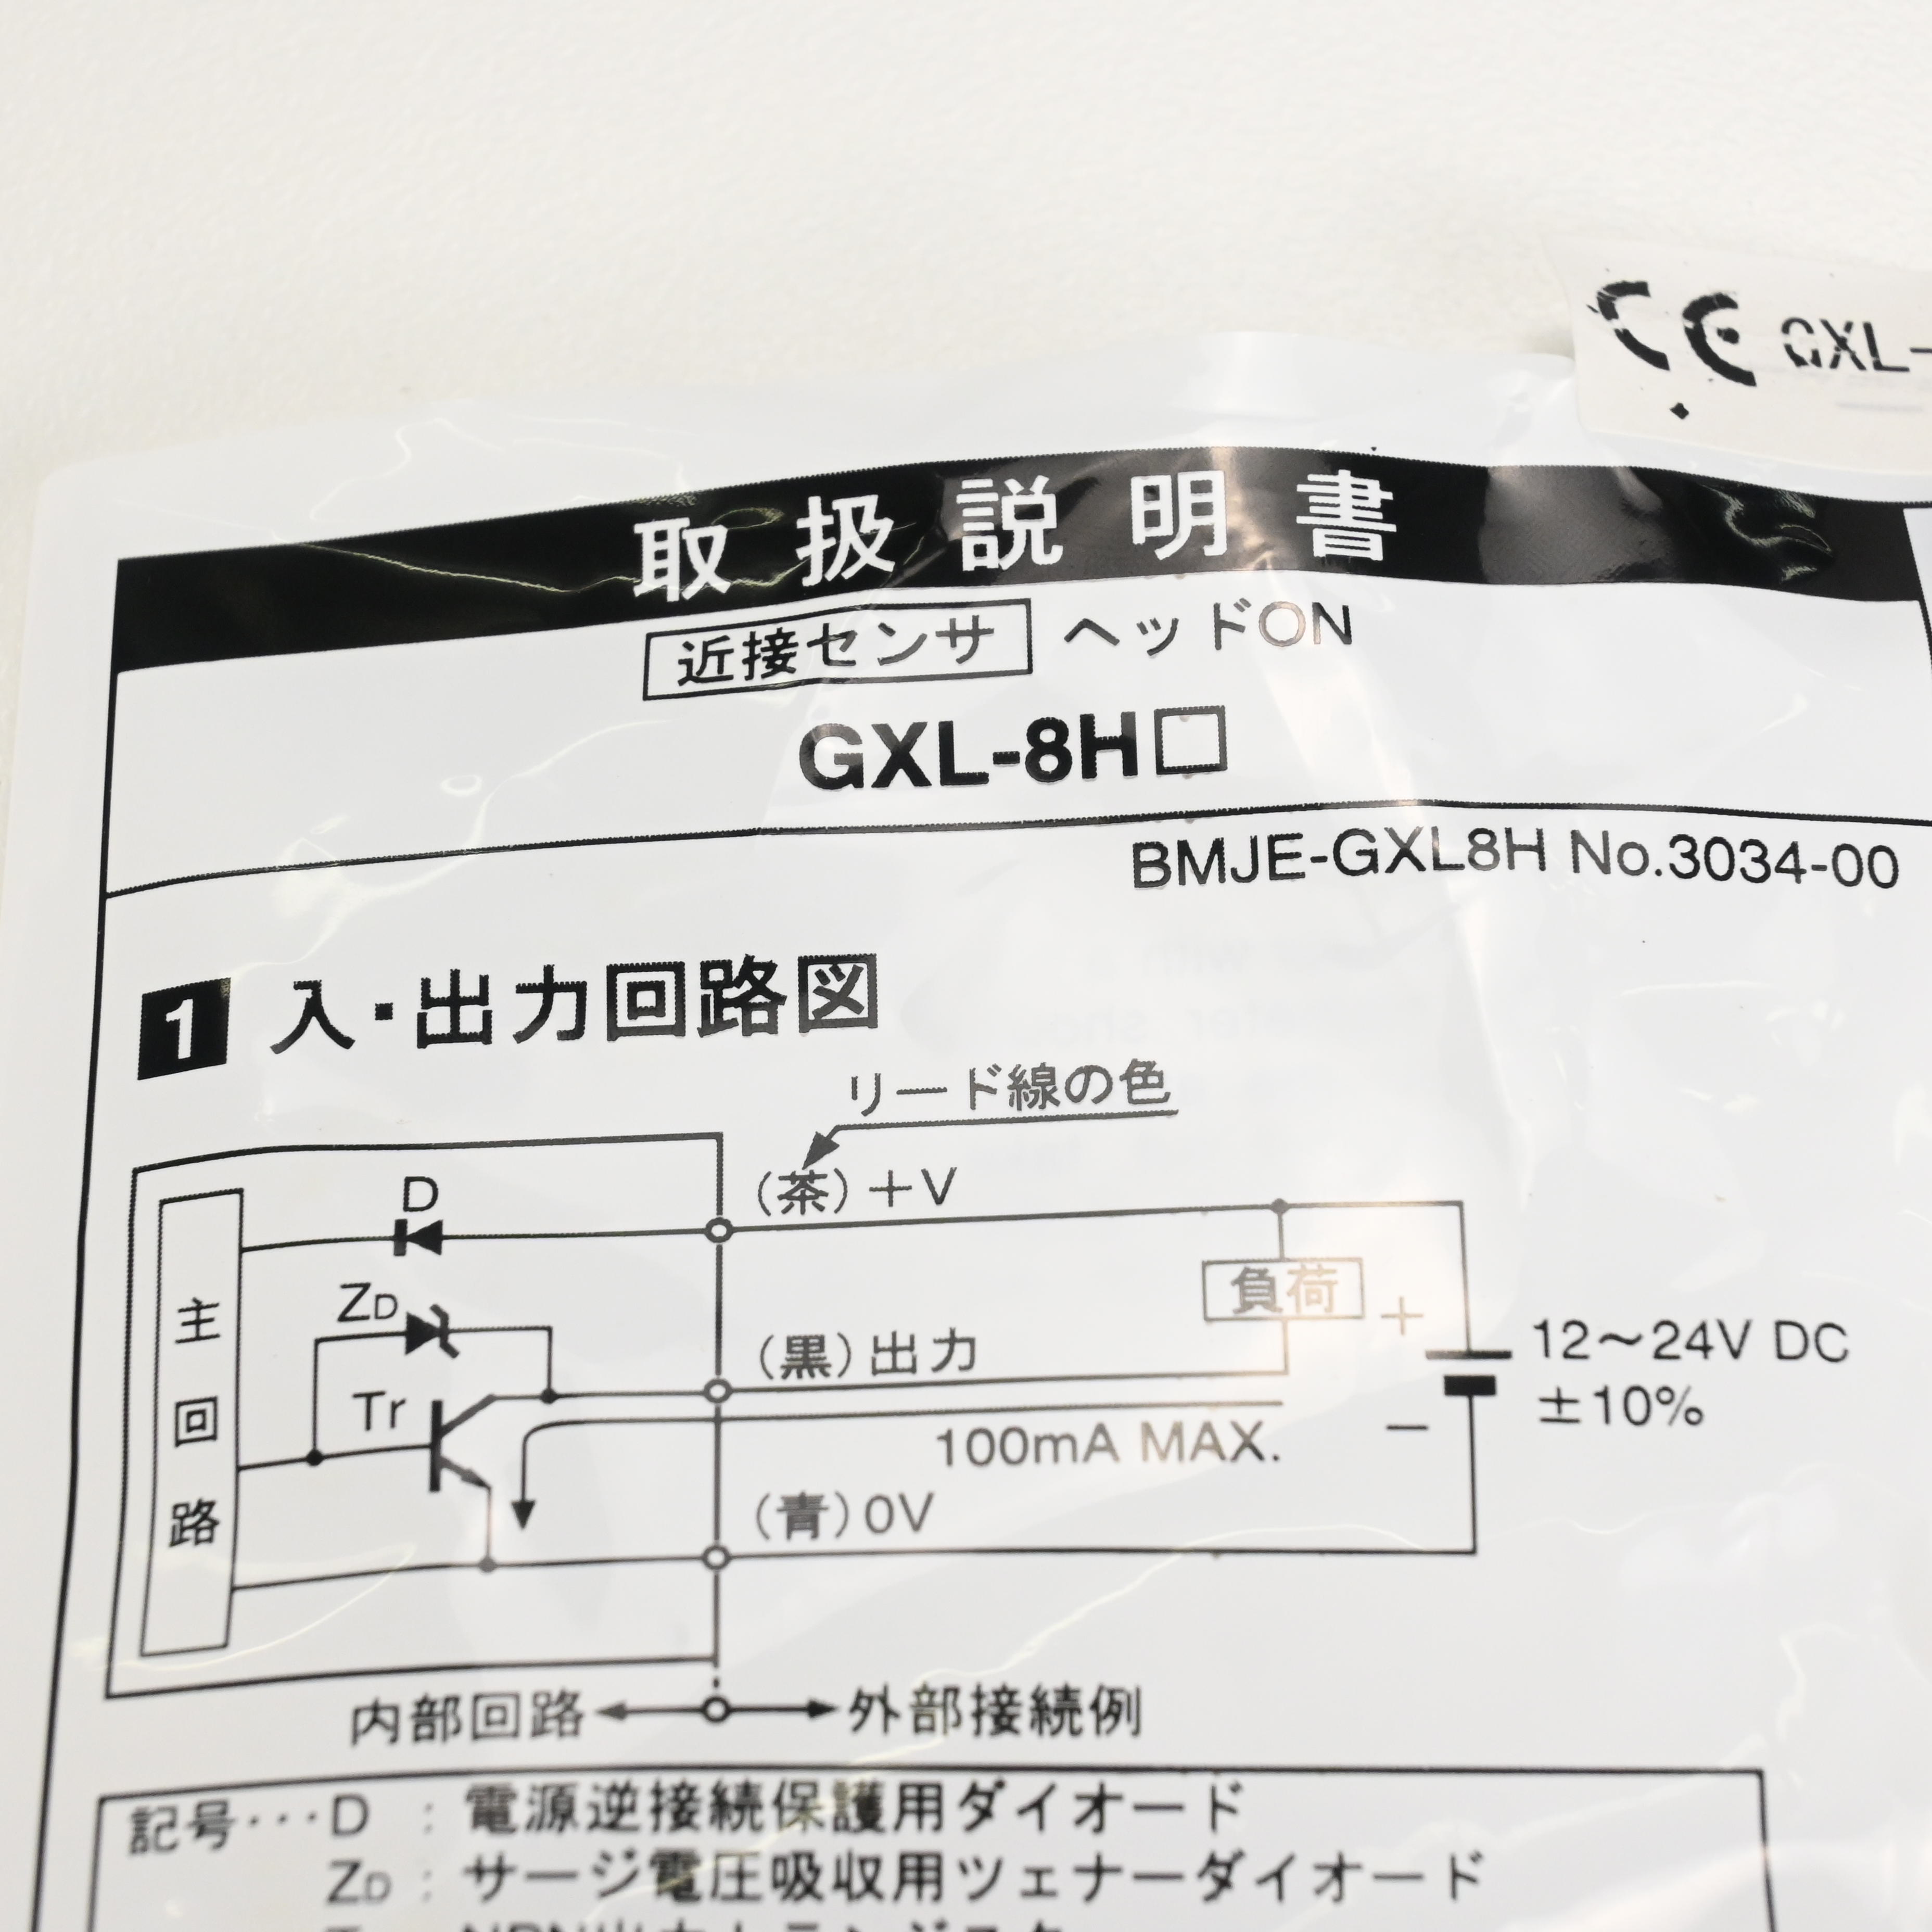 CE GXL-
取扱説明書
近接センサ ヘッドON
GXL-8H□
BMJE-GXL8H No.3034-00
1 入・出力回路図
リード線の色
(茶)+V
D
負荷
ZD
+
12〜24V DC
±10%
(黒)出力
Tr
−
100mA MAX.
(青)0V
主回路
内部回路
外部接続例
記号…D : 電源逆接続保護用ダイオード
ZD : サージ電圧吸収用ツェナーダイオード